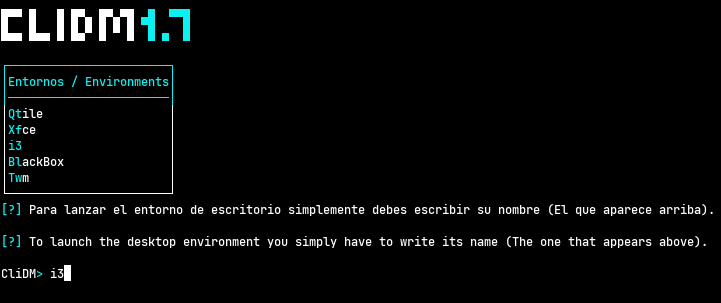 CLIDM 1.7
Entornos / Environments
Qtile
Xfce
i3
BlackBox
Twm
[?] Para lanzar el entorno de escritorio simplemente debes escribir su nombre (El que aparece arriba).
[?] To launch the desktop environment you simply have to write its name (The one that appears above).
CliDM> i3